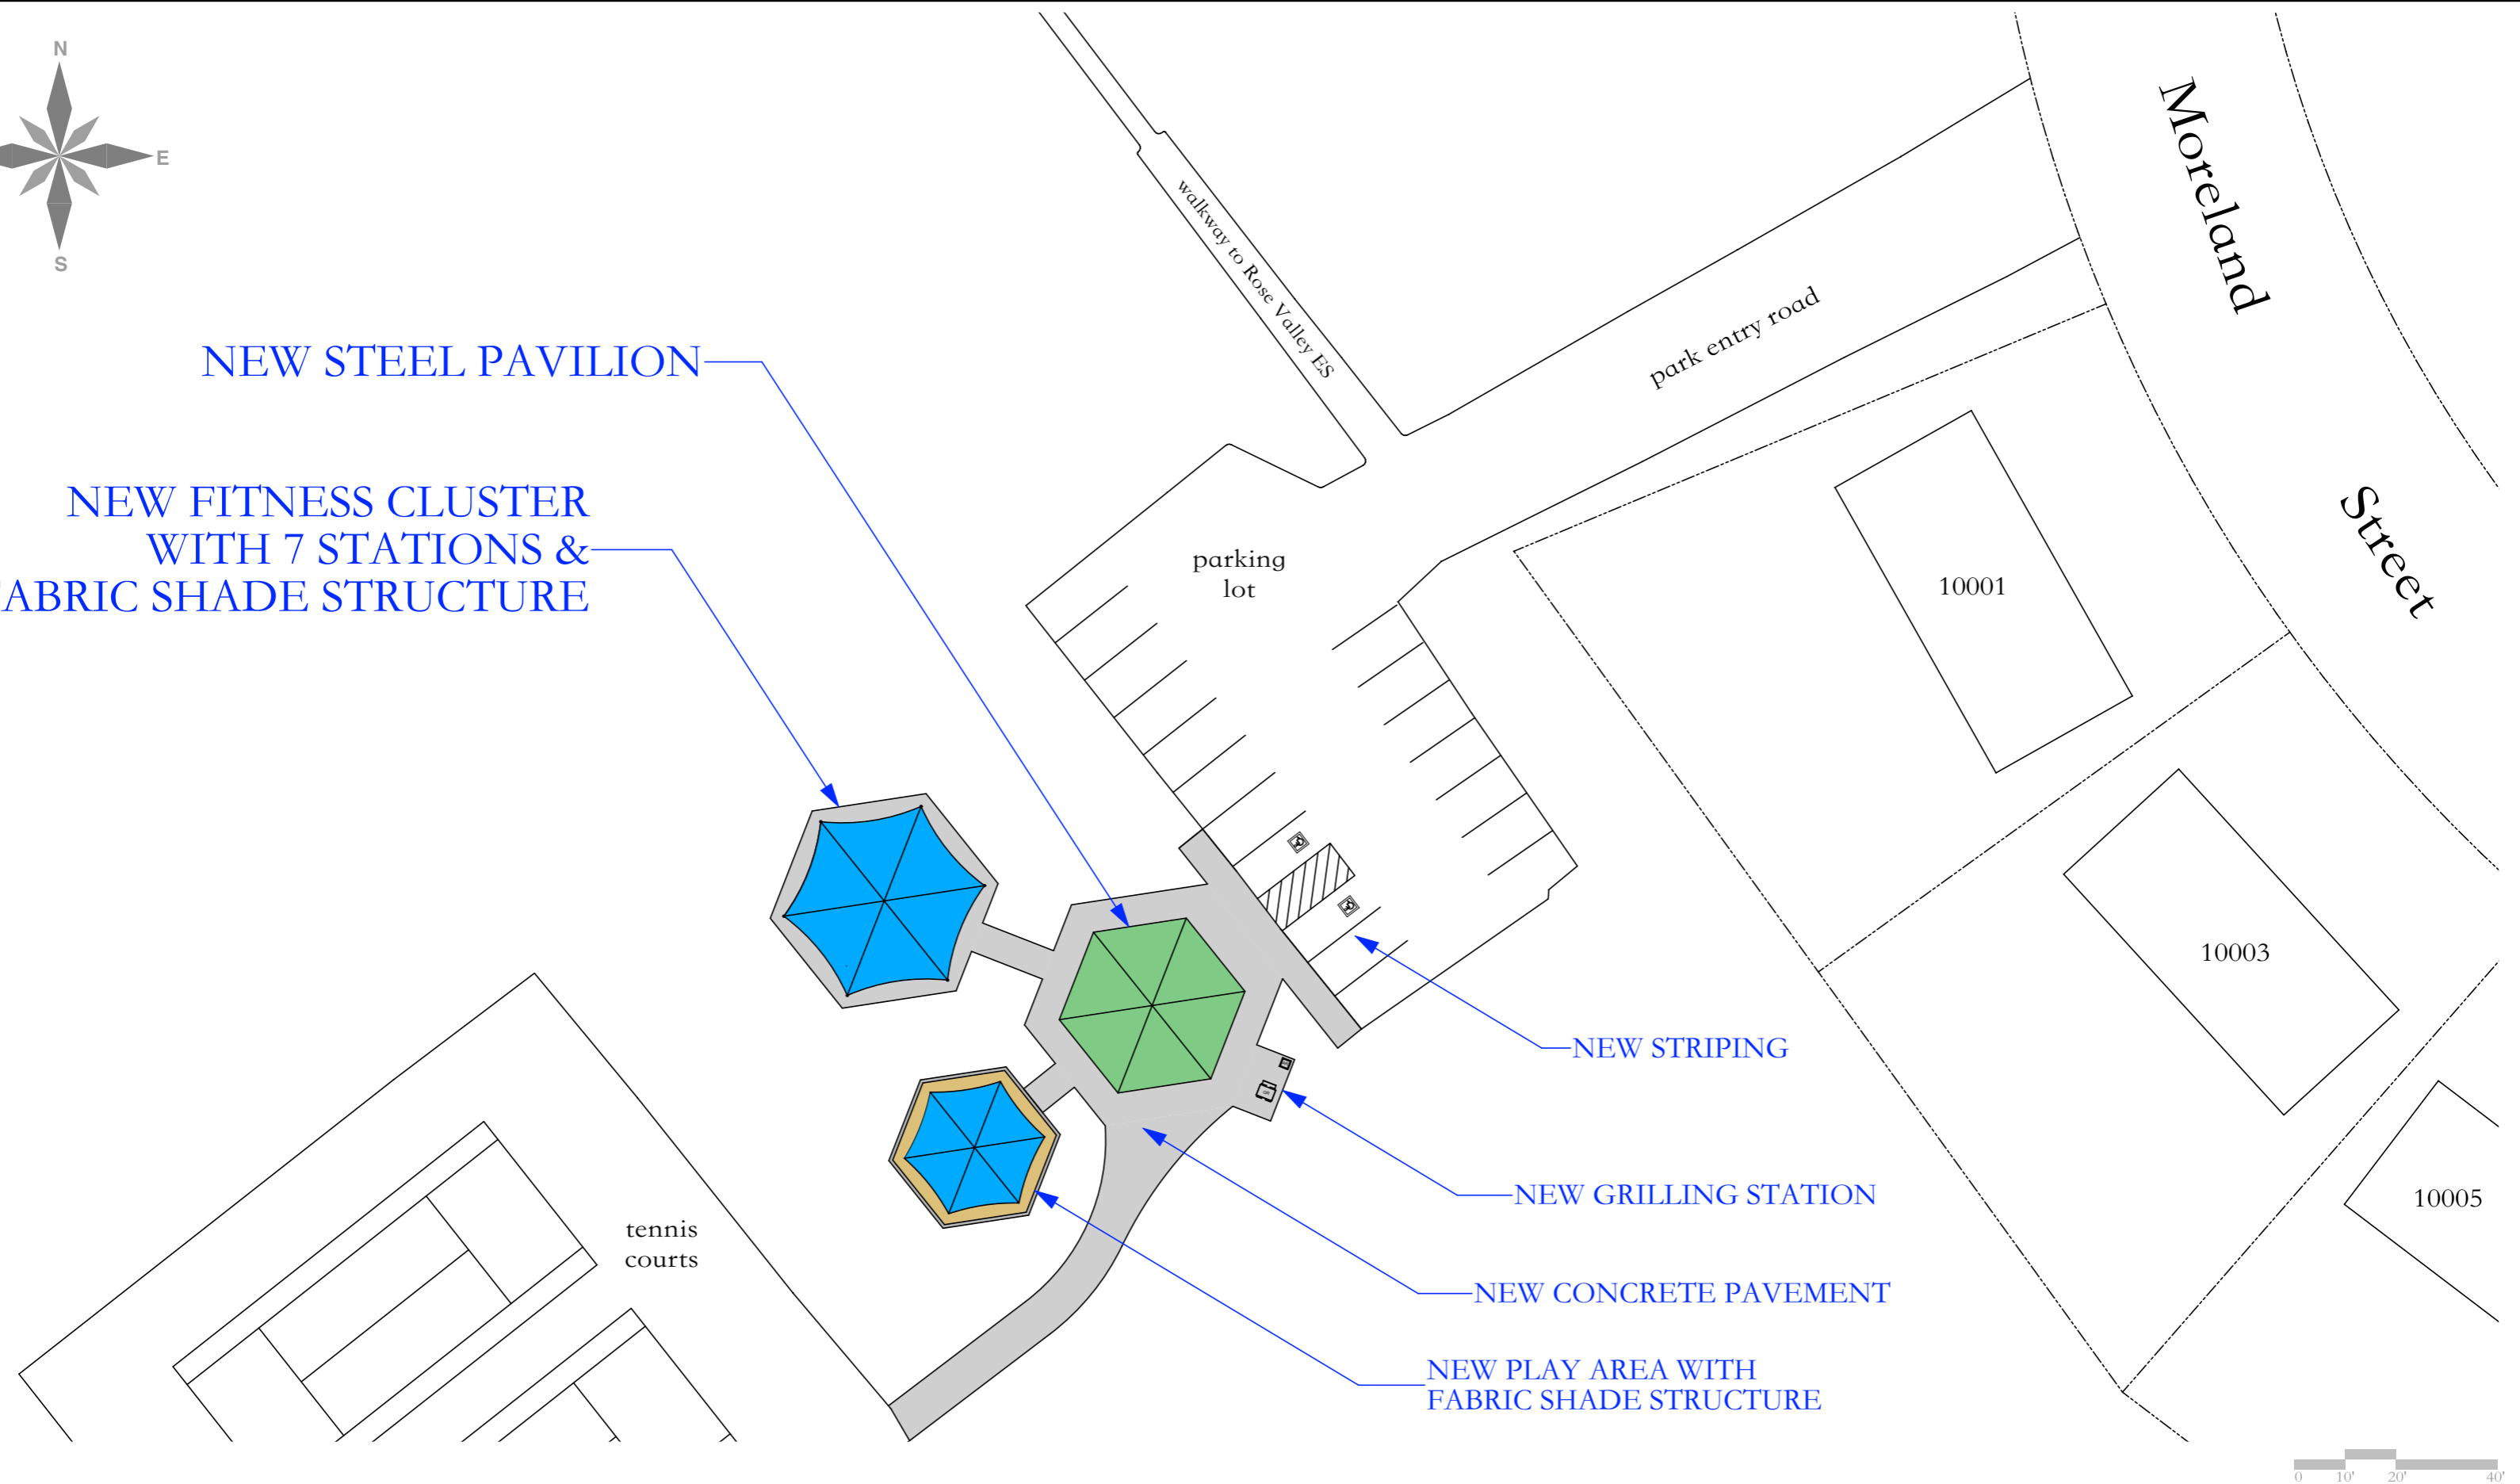 N
E
S
Moreland
Street
walkway to Rose Valley ES
park entry road
NEW STEEL PAVILION
NEW FITNESS CLUSTER
WITH 7 STATIONS &
ABRIC SHADE STRUCTURE
parking
lot
10001
10003
10005
NEW STRIPING
NEW GRILLING STATION
tennis
courts
NEW CONCRETE PAVEMENT
NEW PLAY AREA WITH
FABRIC SHADE STRUCTURE
0 10' 20' 40'